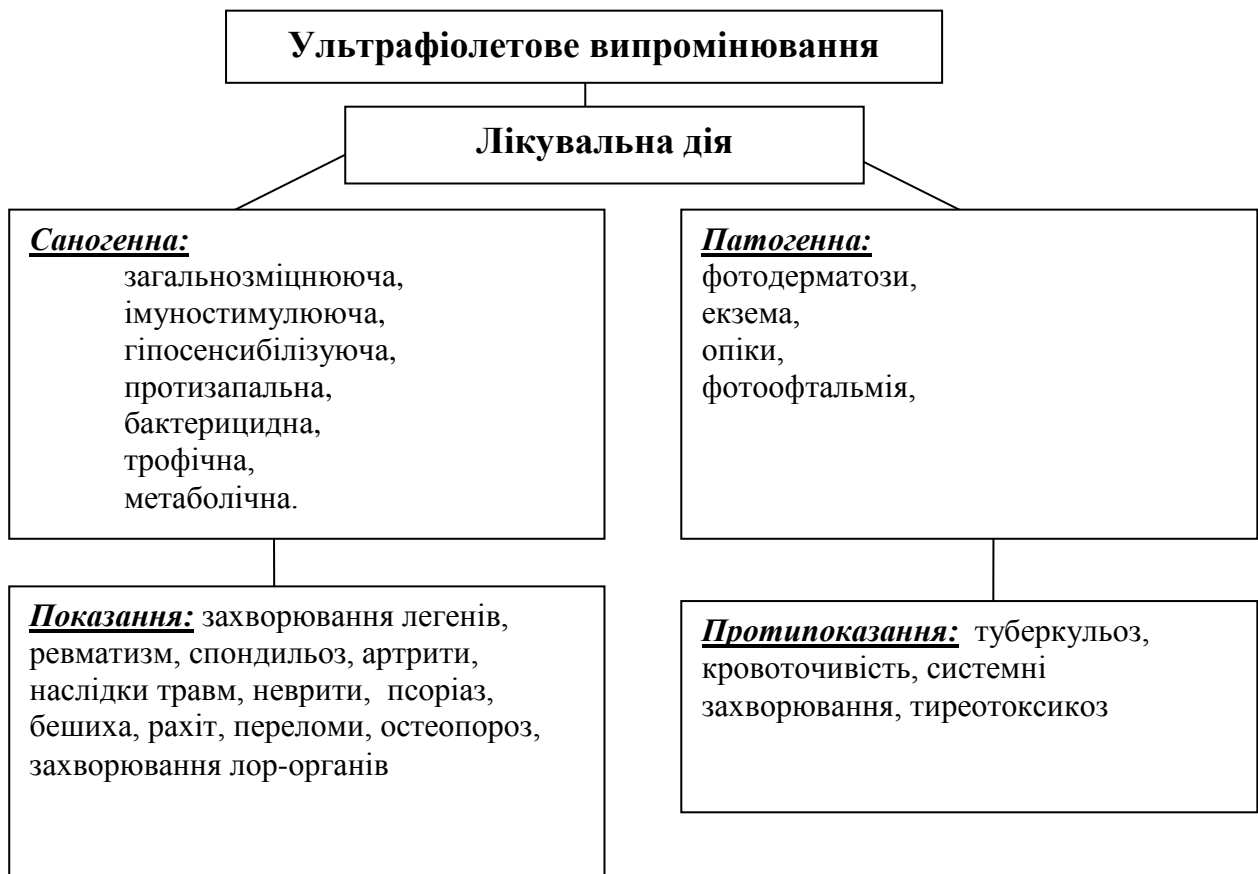 Ультрафіолетове випромінювання
Лікувальна дія
Саногенна:
загальнозміцнююча,
імуностимулююча,
гіпосенсибілізуюча,
протизапальна,
бактерицидна,
трофічна,
метаболічна.
Патогенна:
фотодерматози,
екзема,
опіки,
фотоофтальмія,
Показання: захворювання легенів,
ревматизм, спондильоз, артрити,
наслідки травм, неврити, псоріаз,
бешиха, рахіт, переломи, остеопороз,
захворювання лор-органів
Протипоказання: туберкульоз,
кровоточивість, системні
захворювання, тиреотоксикоз